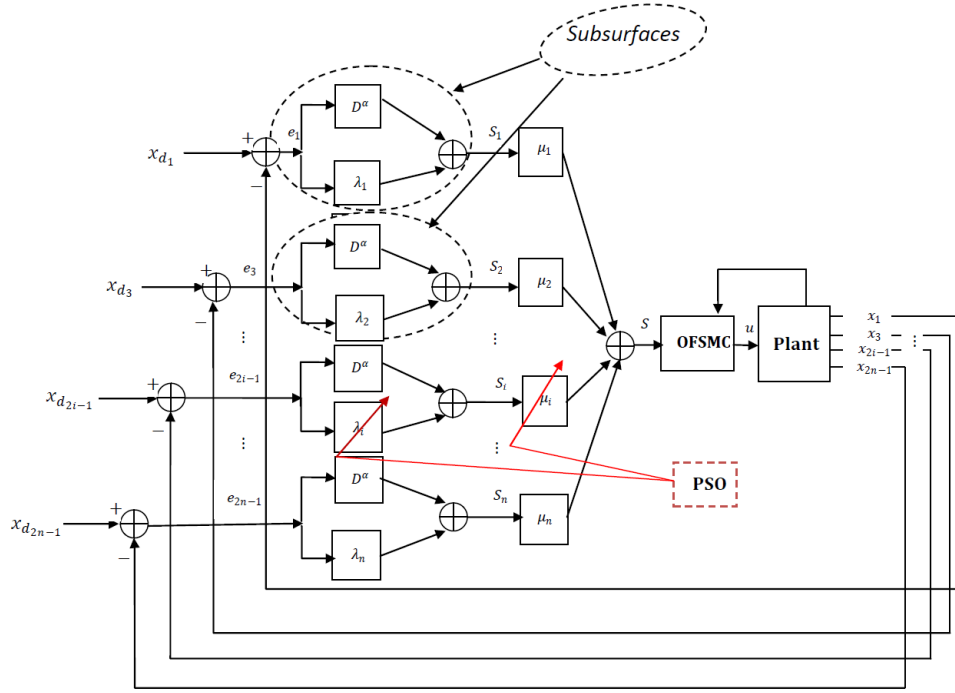 Subsurfaces
D^α
e_1
S_1
+
x_{d_1}
μ_1
−
λ_1
D^α
e_3
S_2
+
x_{d_3}
μ_2
−
λ_2
⋮
⋮
S
OFSMC
u
Plant
x_1
x_3
⋮
x_{2i−1}
x_{2n−1}
D^α
e_{2i−1}
S_i
+
x_{d_{2i−1}}
μ_i
−
λ_i
⋮
⋮
D^α
PSO
e_{2n−1}
S_n
+
x_{d_{2n−1}}
μ_n
−
λ_n